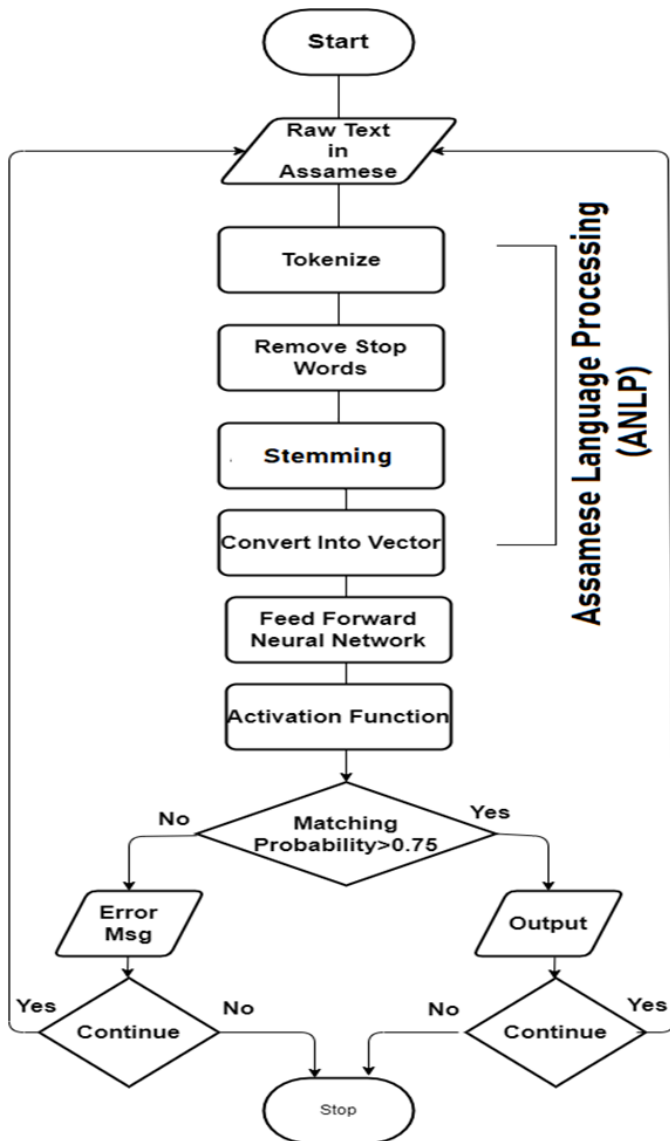 Start
Raw Text
in
Assamese
Tokenize
Remove Stop
Words
Stemming
Convert Into Vector
Assamese Language Processing
(ANLP)
Feed Forward
Neural Network
Activation Function
No
Yes
Matching
Probability>0.75
Error
Msg
Output
Yes
Continue
No
No
Continue
Yes
Stop